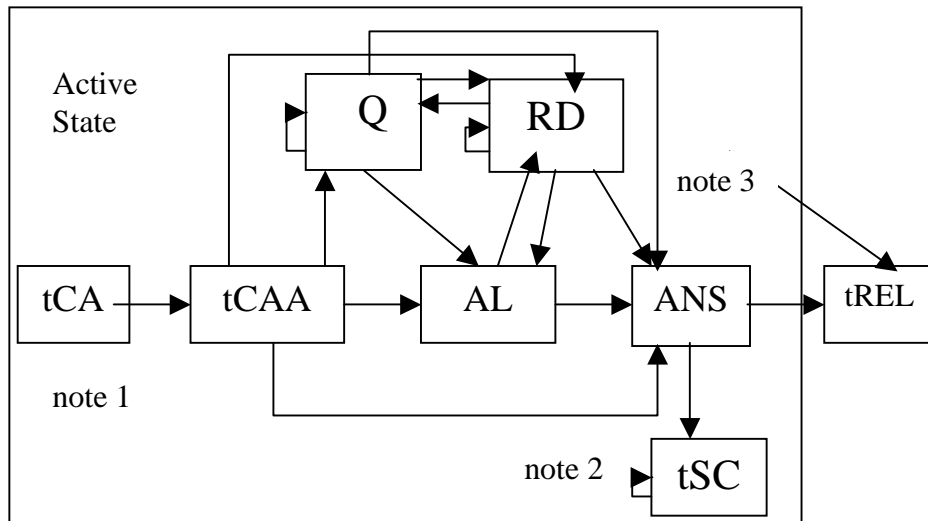 Active
State
Q
RD
note 3
tCA
tCAA
AL
ANS
tREL
note 1
note 2
tSC